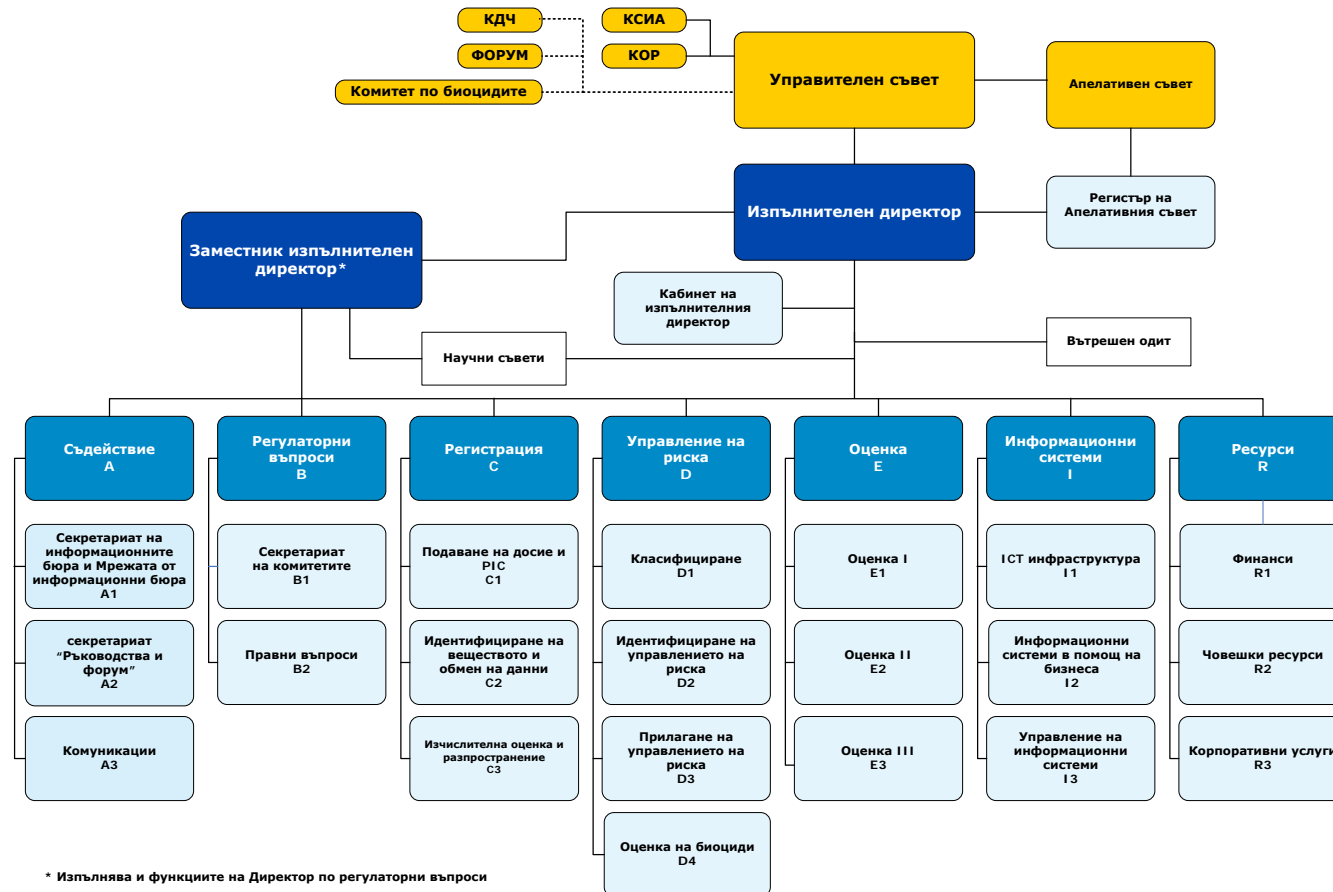 КДЧ
КСИА
ФОРУМ
КОР
Комитет по биоцидите
Управителен съвет
Апелативен съвет
Изпълнителен директор
Регистър на
Апелативния съвет
Заместник изпълнителен
директор*
Кабинет на
изпълнителния
директор
Научни съвети
Вътрешен одит
Съдействие
A
Регулаторни
въпроси
B
Регистрация
C
Управление на
риска
D
Оценка
E
Информационни
системи
I
Ресурси
R
Секретариат на
информационните
бюра и Мрежата от
информационни бюра
A1
Секретариат
на комитетите
B1
Подаване на досие и
PIC
C1
Класифициране
D1
Оценка I
E1
ICT инфраструктура
I1
Финанси
R1
секретариат
“Ръководства и
форум”
A2
Правни въпроси
B2
Идентифициране на
веществото и
обмен на данни
C2
Идентифициране на
управлението на
риска
D2
Оценка II
E2
Информационни
системи в помощ на
бизнеса
I2
Човешки ресурси
R2
Комуникации
A3
Изчислителна оценка и
разпространение
C3
Прилагане на
управлението на
риска
D3
Оценка III
E3
Управление на
информационни
системи
I3
Корпоративни услуги
R3
Оценка на биоциди
D4
* Изпълнява и функциите на Директор по регулаторни въпроси